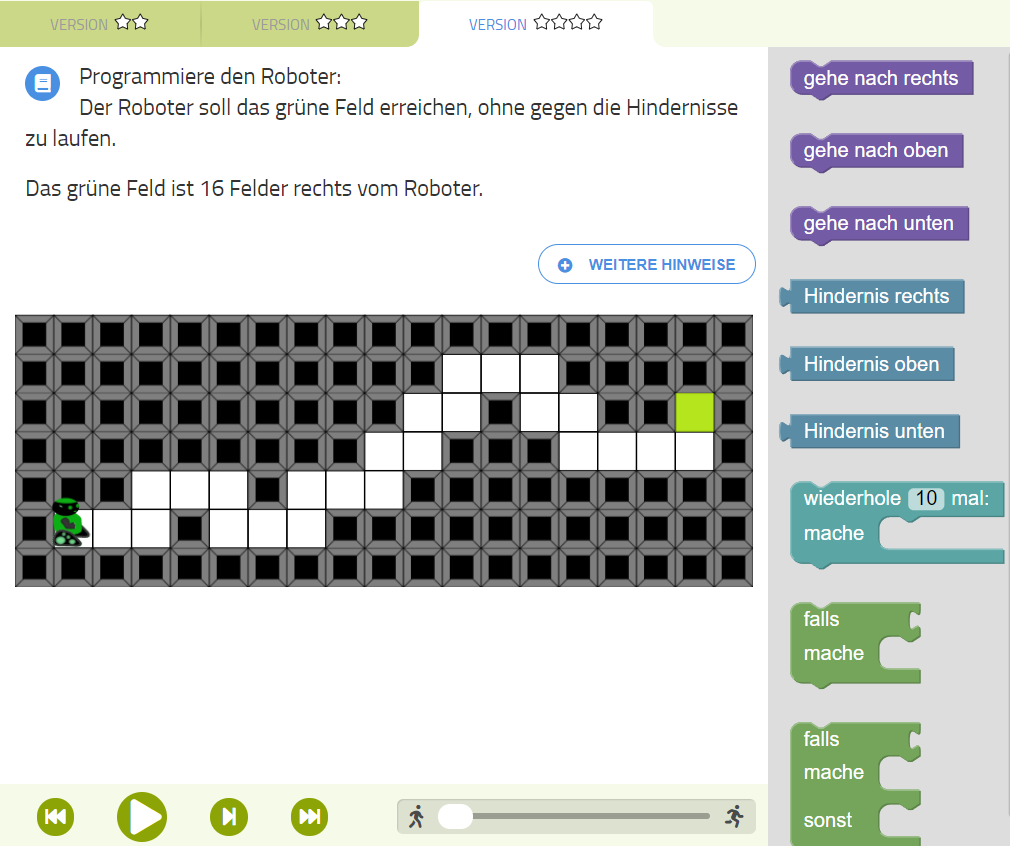 VERSION ☆☆
VERSION ☆☆☆
VERSION ☆☆☆☆
Programmiere den Roboter:
Der Roboter soll das grüne Feld erreichen, ohne gegen die Hindernisse
zu laufen.
Das grüne Feld ist 16 Felder rechts vom Roboter.
WEITERE HINWEISE
gehe nach rechts
gehe nach oben
gehe nach unten
Hindernis rechts
Hindernis oben
Hindernis unten
wiederhole 10 mal:
mache
falls
mache
falls
mache
sonst